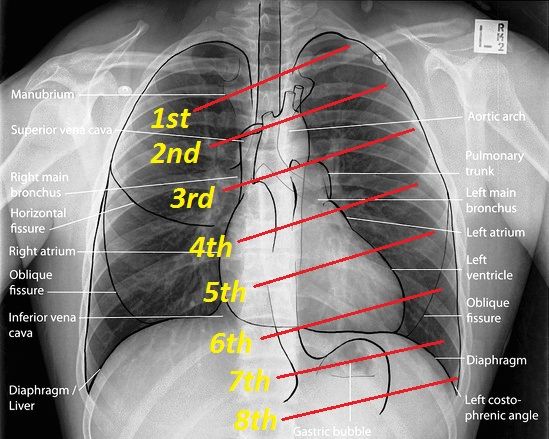 L
RM2
Manubrium
Superior vena cava
Right main
bronchus
Horizontal
fissure
Right atrium
Oblique
fissure
Inferior vena
cava
Diaphragm /
Liver
1st
2nd
3rd
4th
5th
6th
7th
8th
Aortic arch
Pulmonary
trunk
Left main
bronchus
Left atrium
Left
ventricle
Oblique
fissure
Diaphragm
Left costo-
phrenic angle
Gastric bubble